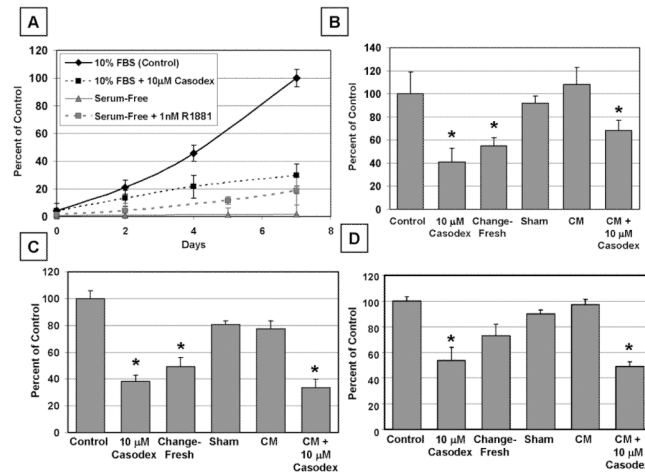 A
Percent of Control
120
100
80
60
40
20
0
10% FBS (Control)
10% FBS + 10µM Casodex
Serum-Free
Serum-Free + 1nM R1881
0 2 4 6 8
Days
B
Percent of Control
140
120
100
80
60
40
20
0
* * *
Control 10 µM Casodex Change-Fresh Sham CM CM + 10 µM Casodex
C
Percent of Control
120
100
80
60
40
20
0
* * *
Control 10 µM Casodex Change-Fresh Sham CM CM + 10 µM Casodex
D
Percent of Control
120
100
80
60
40
20
0
* *
Control 10 µM Casodex Change-Fresh Sham CM CM + 10 µM Casodex